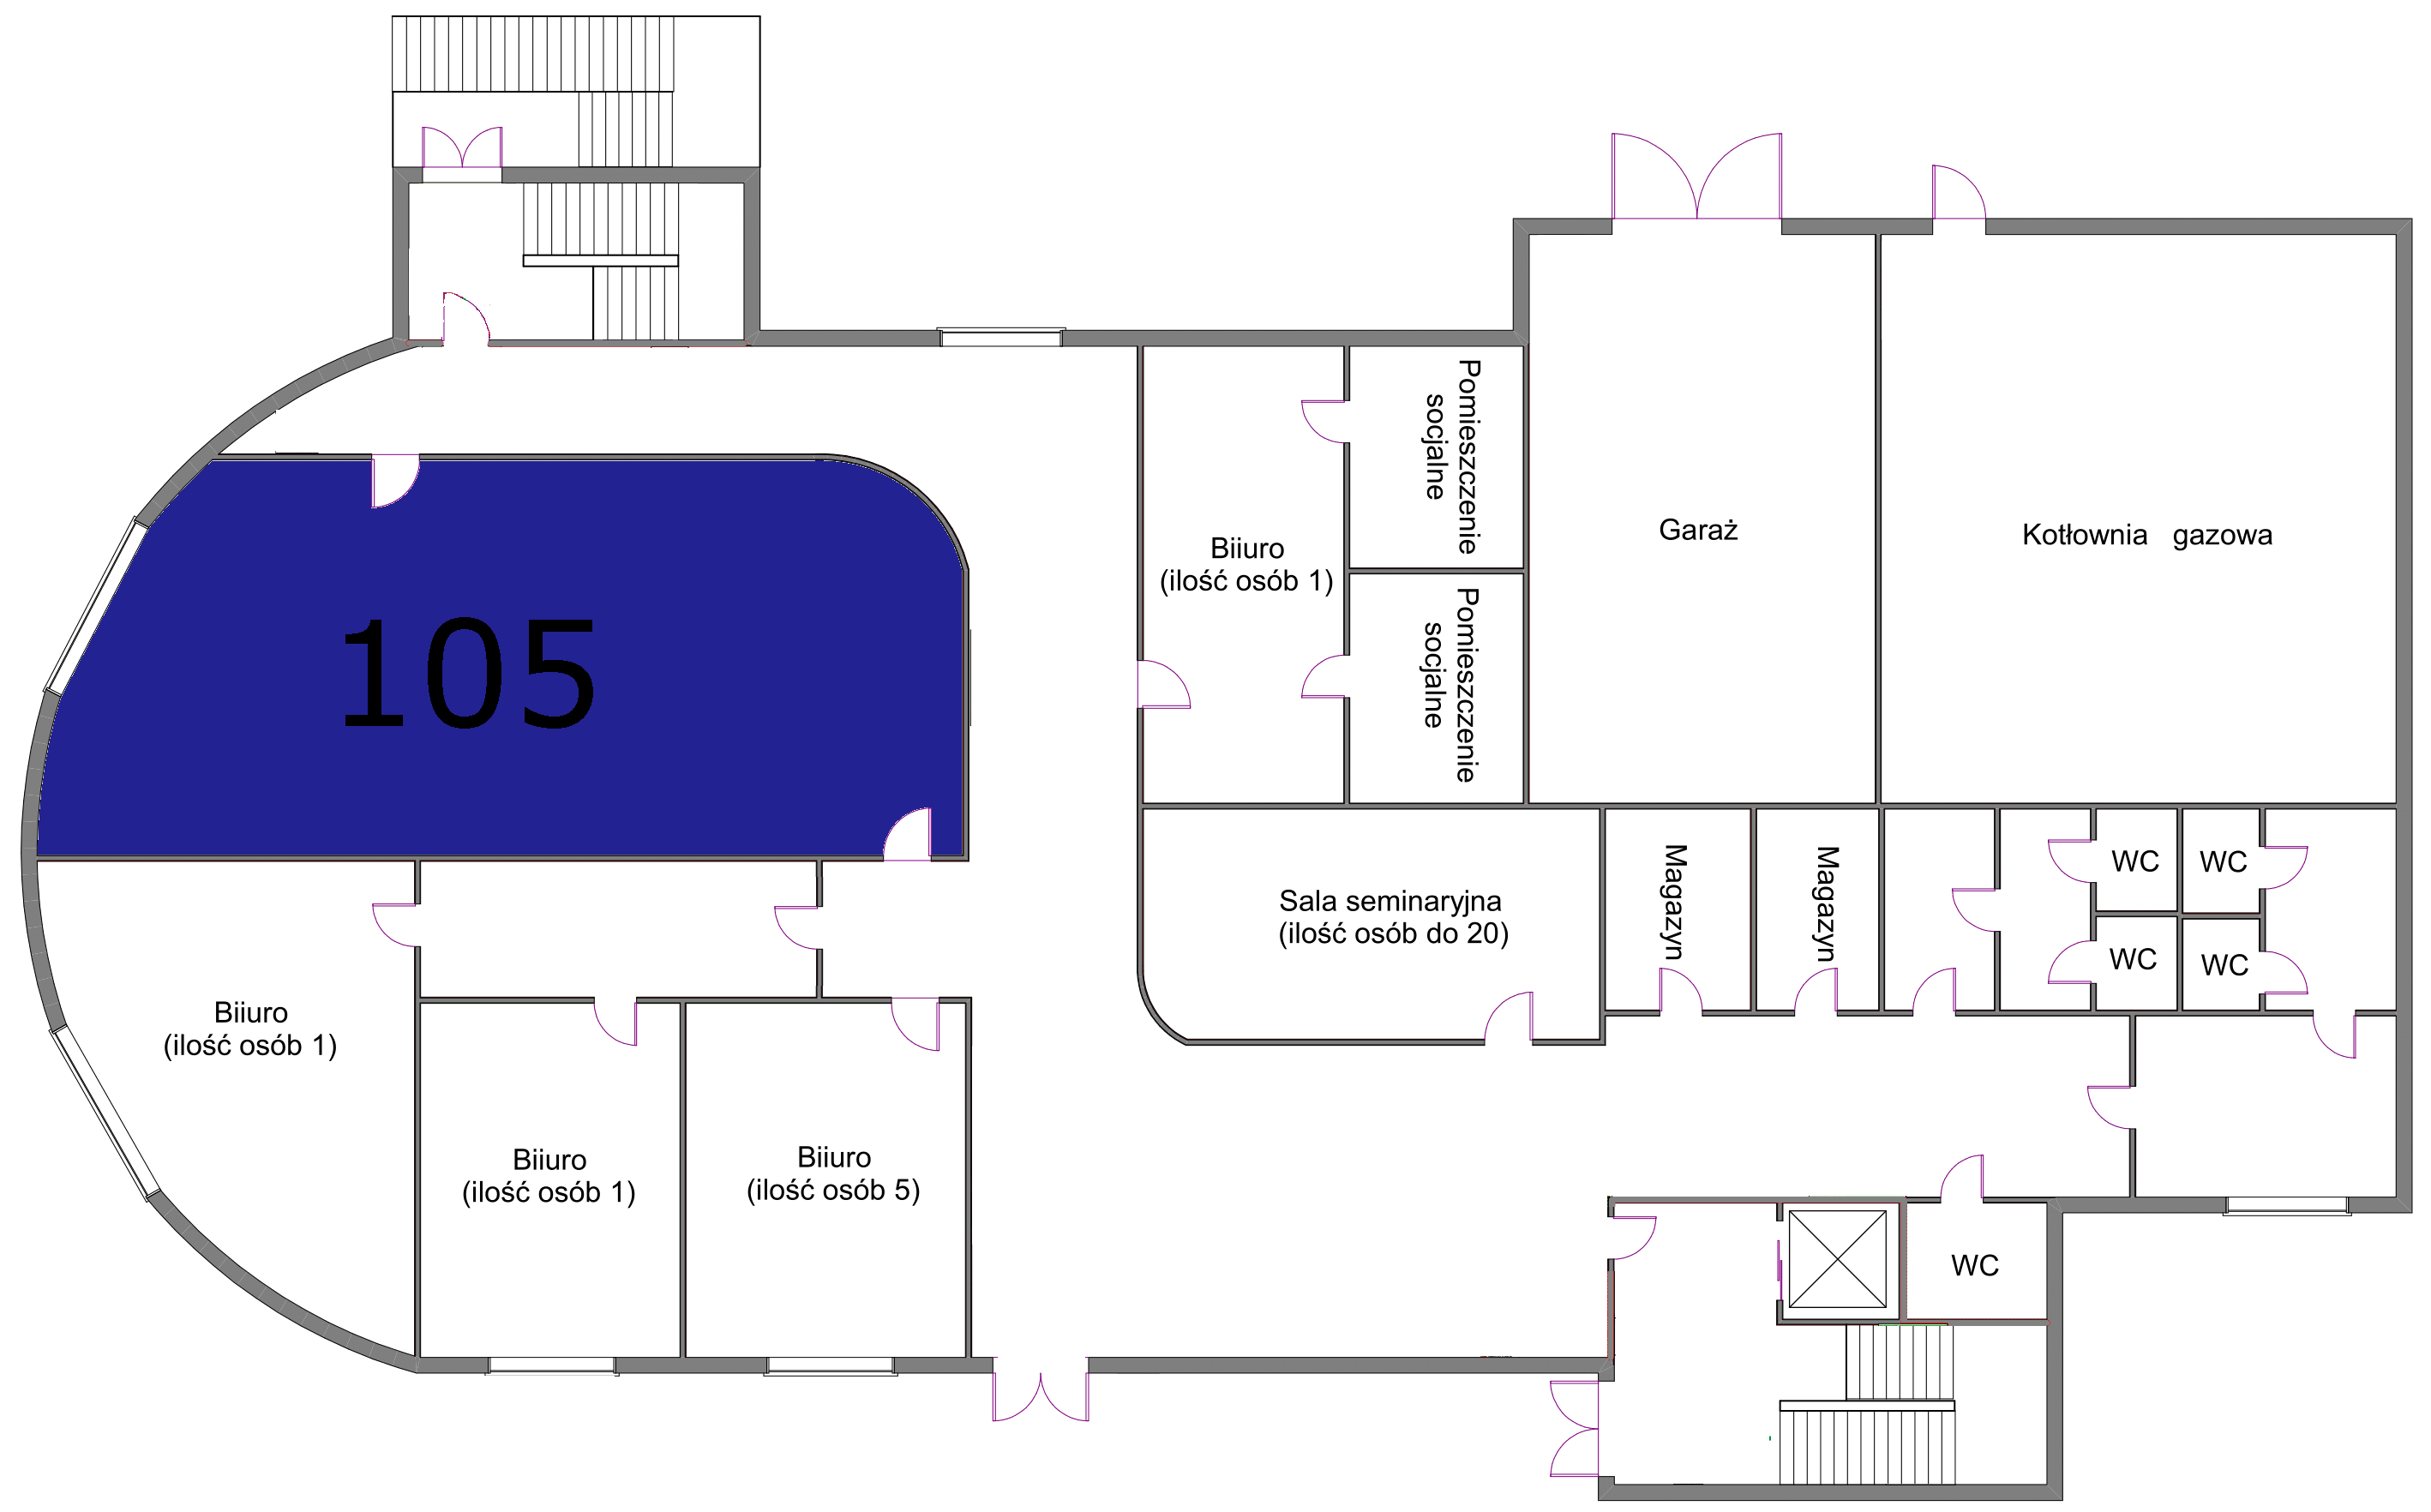 Pomieszczenie
socjalne
Garaż
Kotłownia gazowa
Biiuro
(ilość osób 1)
Pomieszczenie
socjalne
105
Sala seminaryjna
(ilość osób do 20)
Magazyn
Magazyn
WC
WC
WC
WC
Biiuro
(ilość osób 1)
Biiuro
(ilość osób 1)
Biiuro
(ilość osób 5)
WC